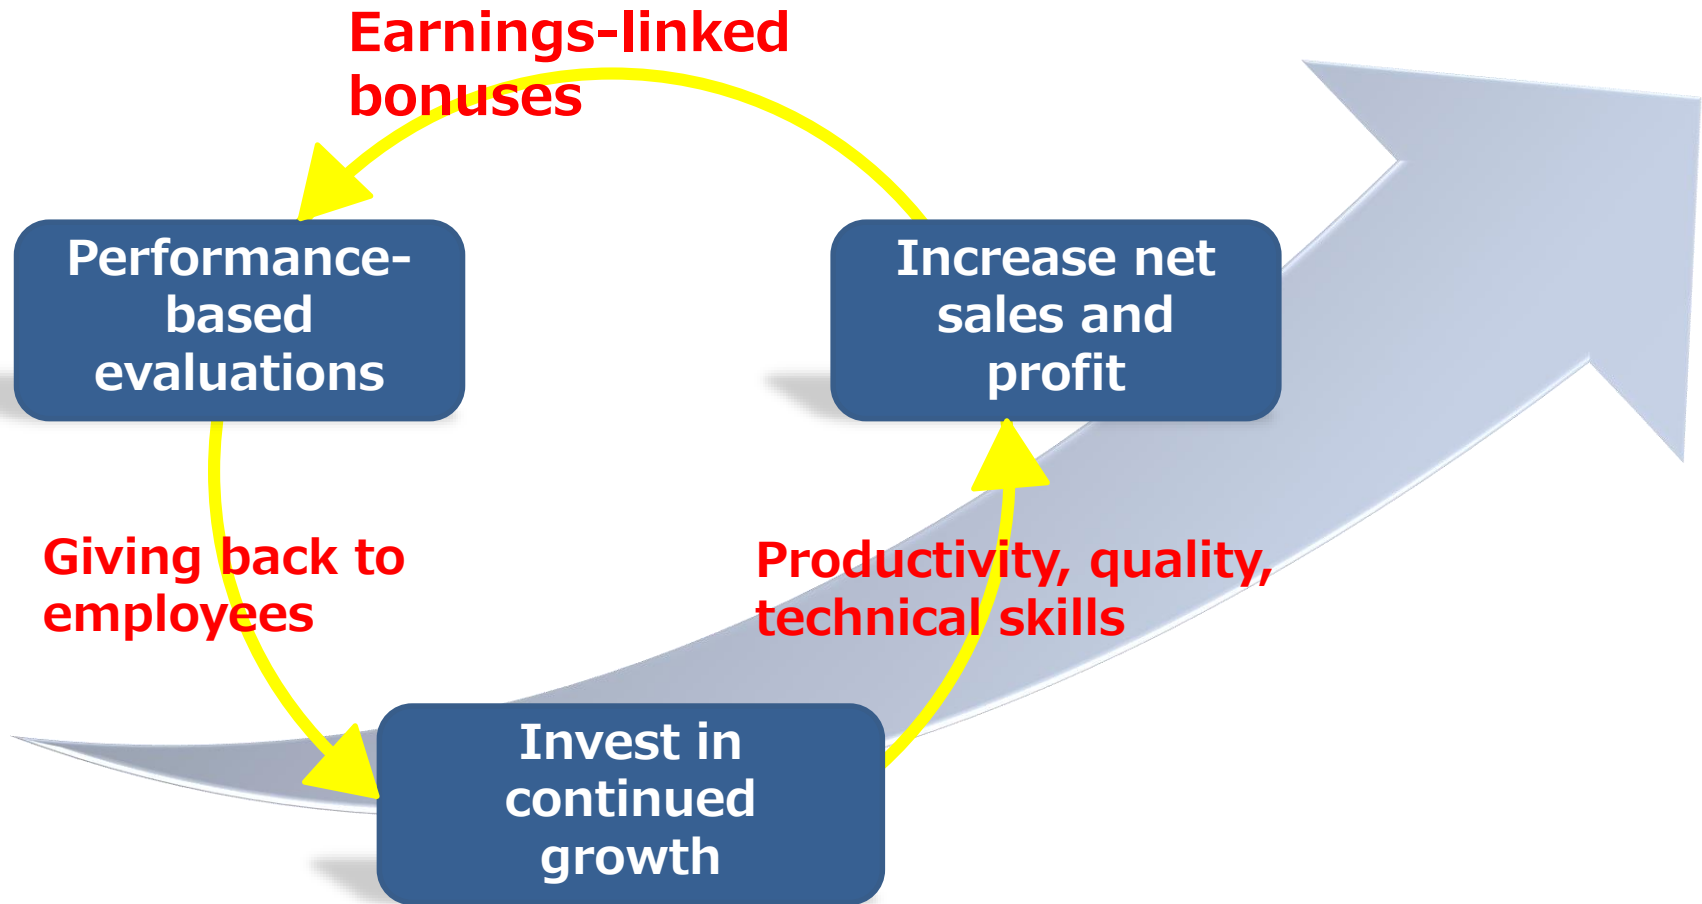 Earnings-linked
bonuses
Performance-
based
evaluations
Increase net
sales and
profit
Giving back to
employees
Productivity, quality,
technical skills
Invest in
continued
growth